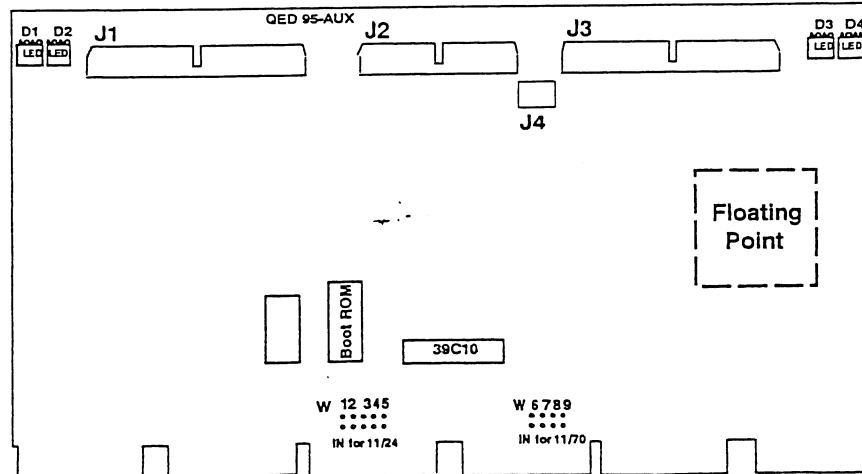 QED 95-AUX
D1 D2 J1 J2 J3 D3 D4
LED LED LED LED
J4
Floating
Point
Boot ROM
39C10
W 12 345 W 6789
IN for 11/24 IN for 11/70